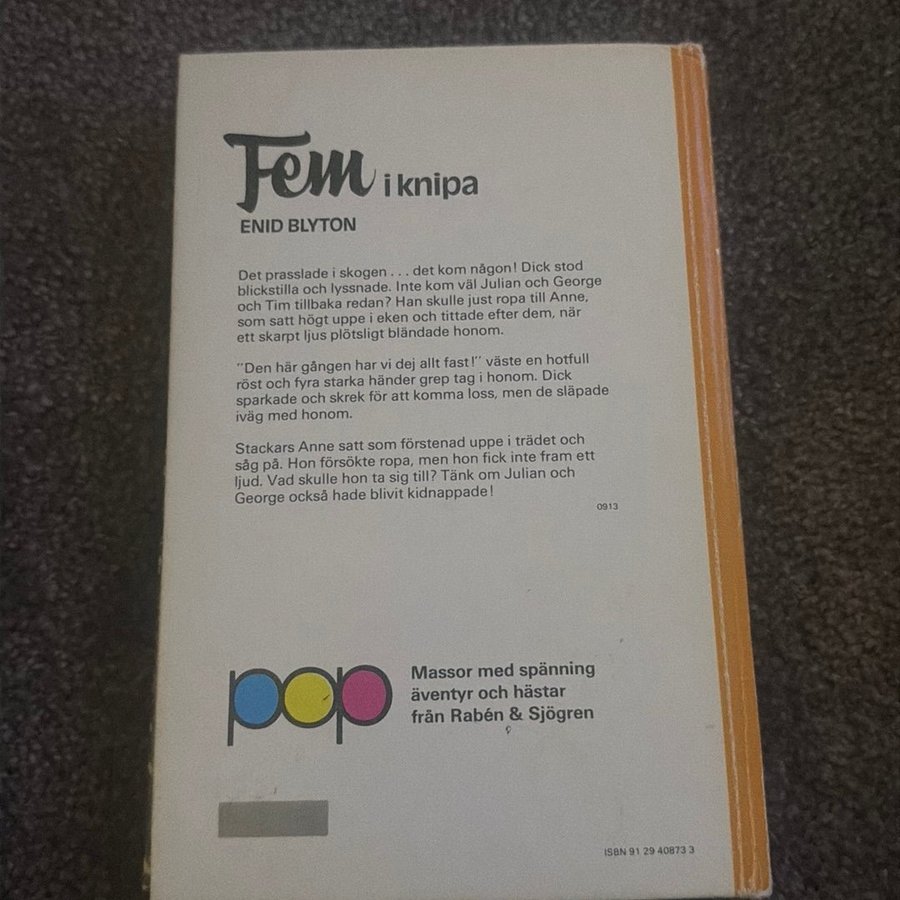 Fem i knipa
ENID BLYTON
Det prasslade i skogen . . . det kom någon! Dick stod
blickstilla och lyssnade. Inte kom väl Julian och George
och Tim tillbaka redan? Han skulle just ropa till Anne,
som satt högt uppe i eken och tittade efter dem, när
ett skarpt ljus plötsligt bländade honom.
"Den här gången har vi dej allt fast!" väste en hotfull
röst och fyra starka händer grep tag i honom. Dick
sparkade och skrek för att komma loss, men de släpade
iväg med honom.
Stackars Anne satt som förstenad uppe i trädet och
såg på. Hon försökte ropa, men hon fick inte fram ett
ljud. Vad skulle hon ta sig till? Tänk om Julian och
George också hade blivit kidnappade!
0913
pop
Massor med spänning
äventyr och hästar
från Rabén & Sjögren
ISBN 91 29 40873 3